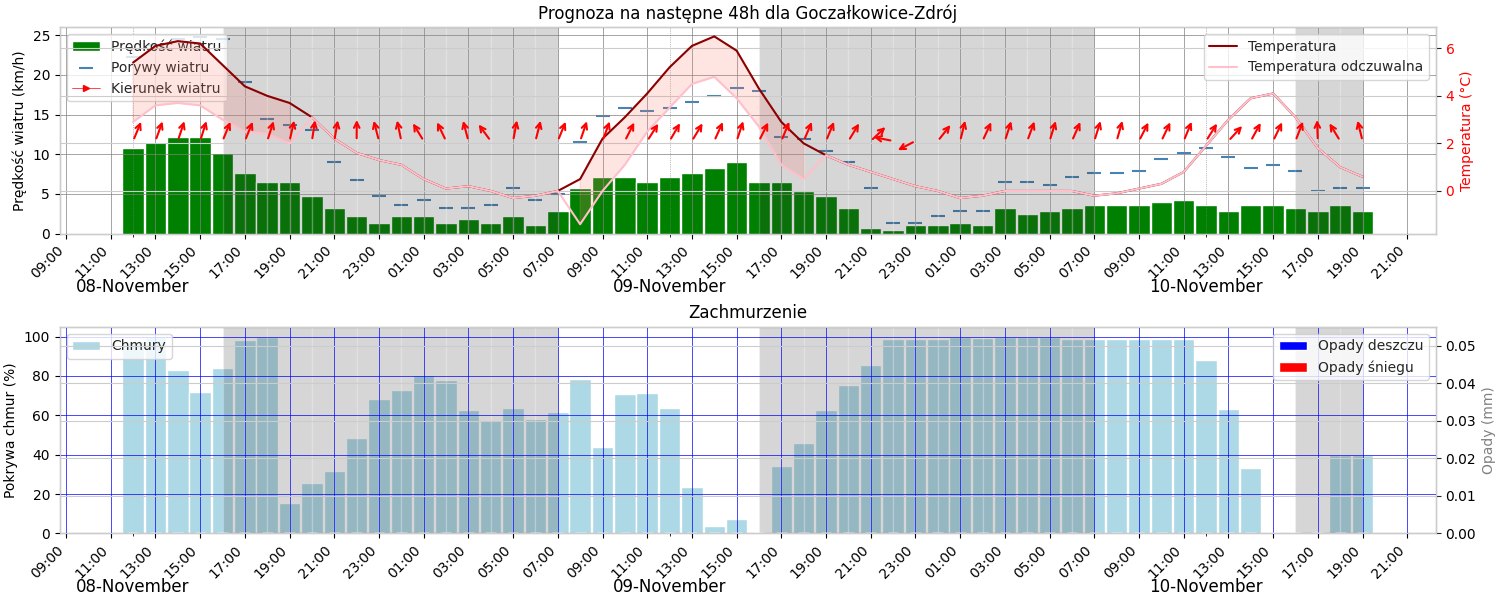 Prognoza na następne 48h dla Goczałkowice-Zdrój
Prędkość wiatru (km/h)
25
20
15
10
5
0
Prędkość wiatru
Porywy wiatru
Kierunek wiatru
Temperatura
Temperatura odczuwalna
6
4
2
0
Temperatura (°C)
09:00 11:00 13:00 15:00 17:00 19:00 21:00 23:00 01:00 03:00 05:00 07:00 09:00 11:00 13:00 15:00 17:00 19:00 21:00 23:00 01:00 03:00 05:00 07:00 09:00 11:00 13:00 15:00 17:00 19:00 21:00
08-November 09-November 10-November
Zachmurzenie
Pokrywa chmur (%)
100
80
60
40
20
0
Chmury
Opady deszczu
Opady śniegu
0.05
0.04
0.03
0.02
0.01
0.00
Opady (mm)
09:00 11:00 13:00 15:00 17:00 19:00 21:00 23:00 01:00 03:00 05:00 07:00 09:00 11:00 13:00 15:00 17:00 19:00 21:00 23:00 01:00 03:00 05:00 07:00 09:00 11:00 13:00 15:00 17:00 19:00 21:00
08-November 09-November 10-November